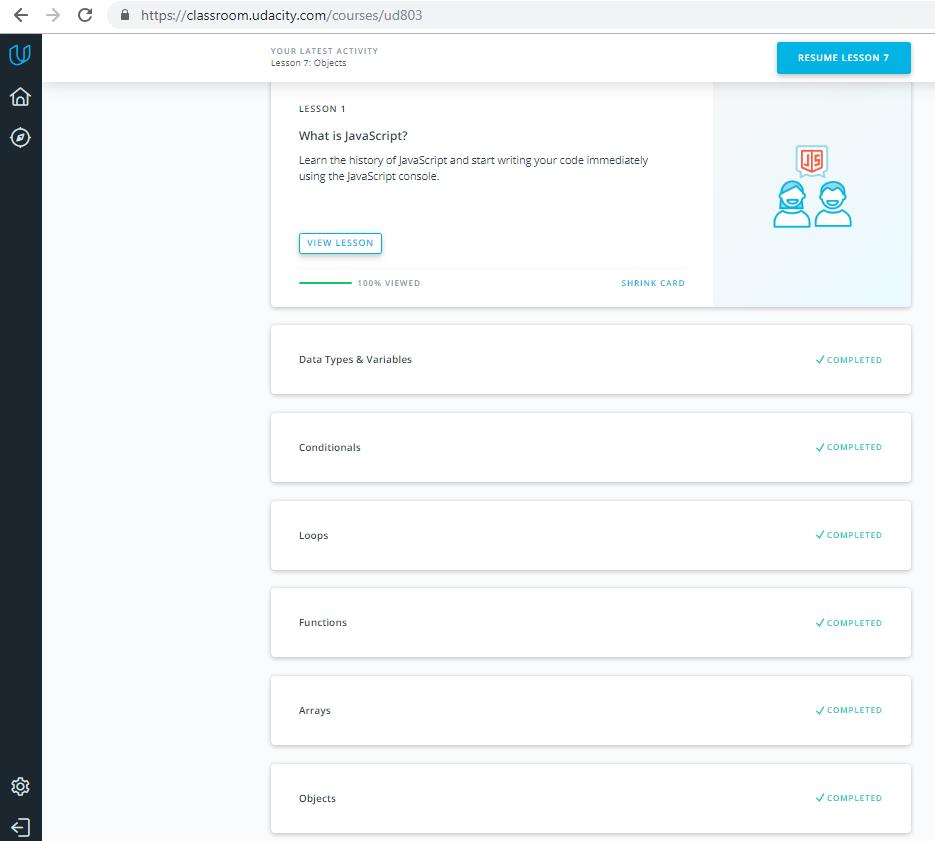 https://classroom.udacity.com/courses/ud803
YOUR LATEST ACTIVITY
Lesson 7: Objects
RESUME LESSON 7
LESSON 1
What is JavaScript?
Learn the history of JavaScript and start writing your code immediately
using the JavaScript console.
JS
VIEW LESSON
100% VIEWED
SHRINK CARD
Data Types & Variables
COMPLETED
Conditionals
COMPLETED
Loops
COMPLETED
Functions
COMPLETED
Arrays
COMPLETED
Objects
COMPLETED